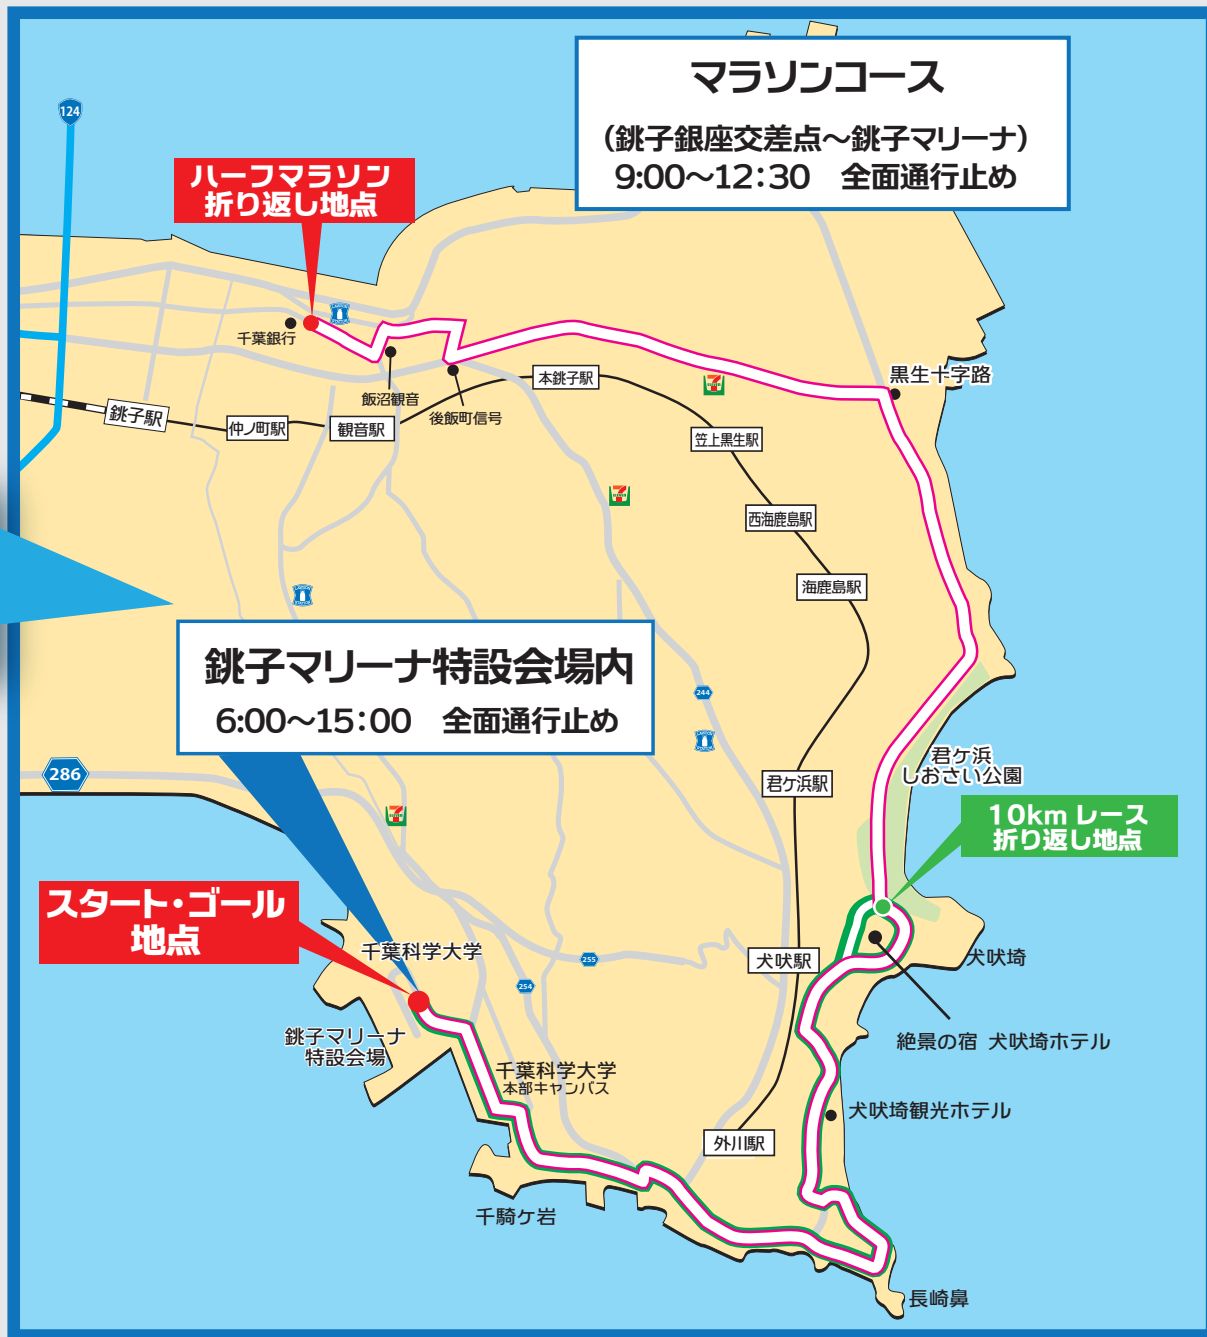 マラソンコース
(銚子銀座交差点～銚子マリーナ)
9:00～12:30 全面通行止め
124
ハーフマラソン
折り返し地点
千葉銀行
飯沼観音
後飯町信号
本銚子駅
黒生十字路
銚子駅
仲ノ町駅
観音駅
笠上黒生駅
西海鹿島駅
海鹿島駅
銚子マリーナ特設会場内
6:00～15:00 全面通行止め
244
286
君ケ浜駅
君ケ浜
しおさい公園
10kmレース
折り返し地点
スタート・ゴール
地点
千葉科学大学
255
254
犬吠駅
犬吠埼
銚子マリーナ
特設会場
絶景の宿 犬吠埼ホテル
千葉科学大学
本部キャンパス
犬吠埼観光ホテル
外川駅
千騎ケ岩
長崎鼻